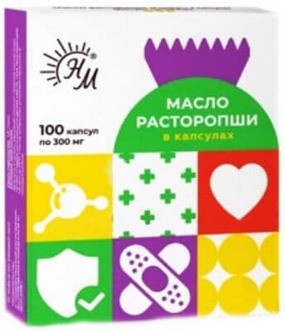 НМ
МАСЛО
РАСТОРОПШИ
в капсулах
100 капсул
по 300 мг